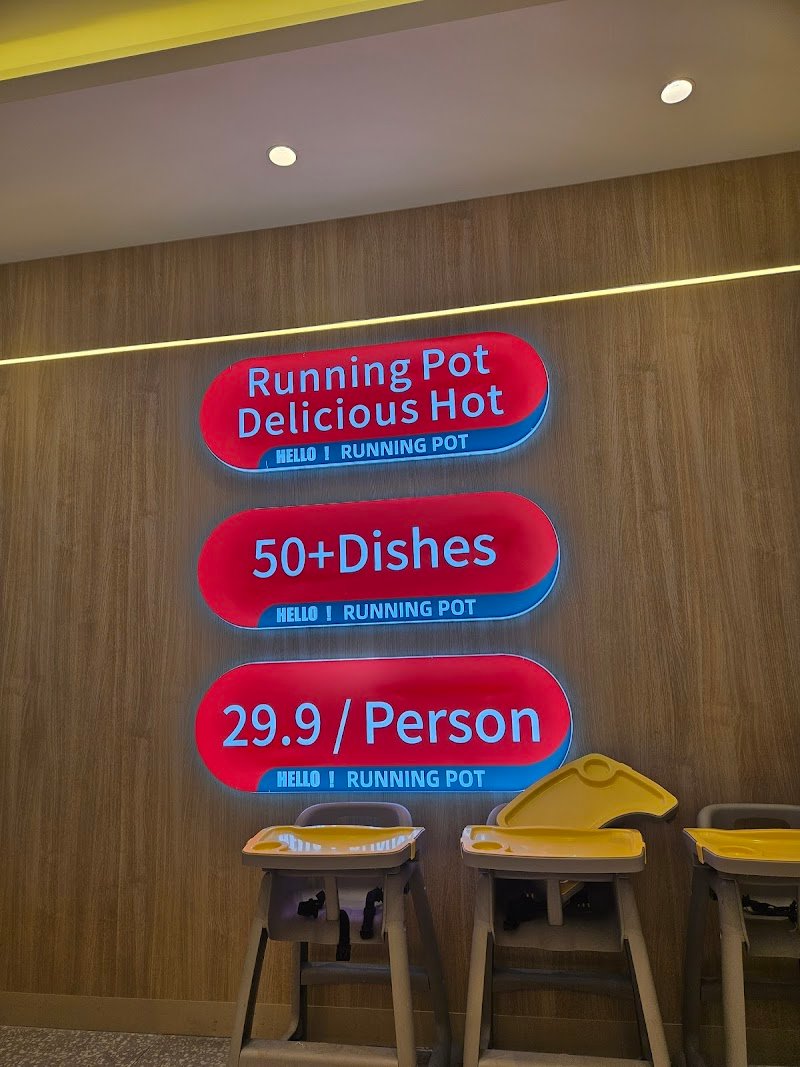 Running Pot
Delicious Hot
HELLO ! RUNNING POT
50+Dishes
HELLO ! RUNNING POT
29.9 / Person
HELLO ! RUNNING POT